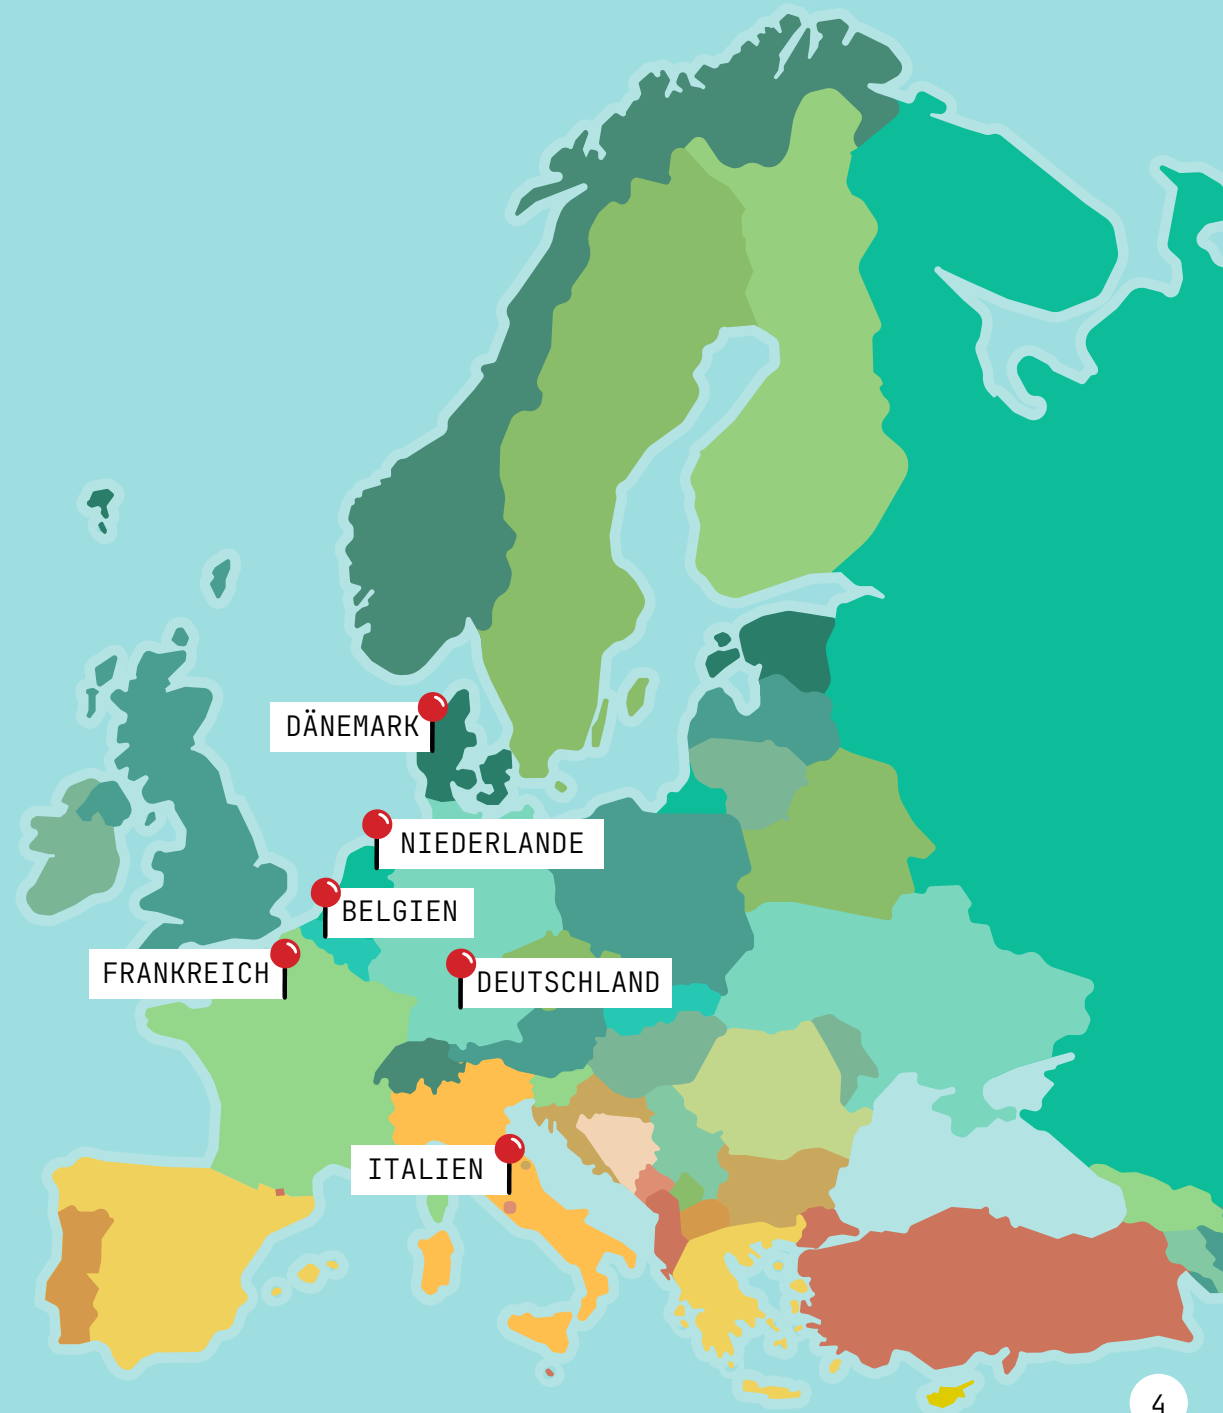 DÄNEMARK
NIEDERLANDE
BELGIEN
FRANKREICH
DEUTSCHLAND
ITALIEN
4